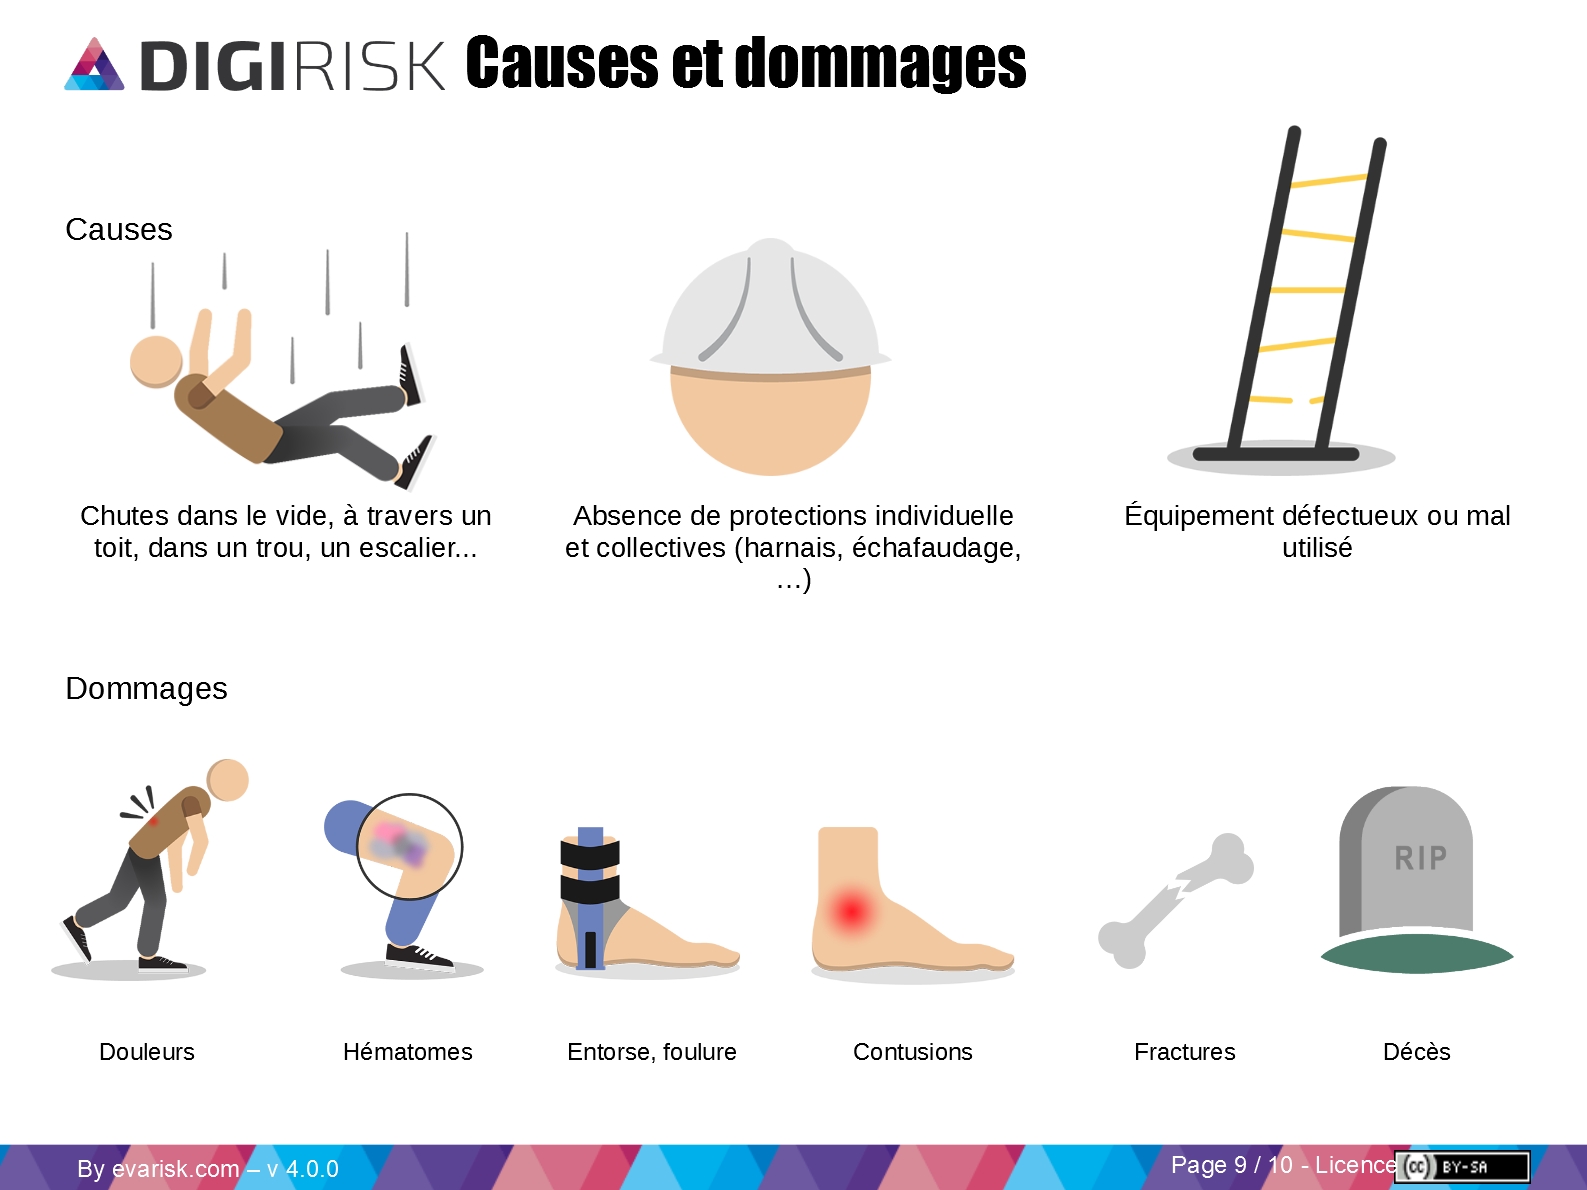 DIGIRISK Causes et dommages
Causes
Chutes dans le vide, à travers un
toit, dans un trou, un escalier...
Absence de protections individuelle
et collectives (harnais, échafaudage,
…)
Équipement défectueux ou mal
utilisé
Dommages
RIP
Douleurs
Hématomes
Entorse, foulure
Contusions
Fractures
Décès
By evarisk.com – v 4.0.0
Page 9 / 10 - Licence
(cc) BY-SA